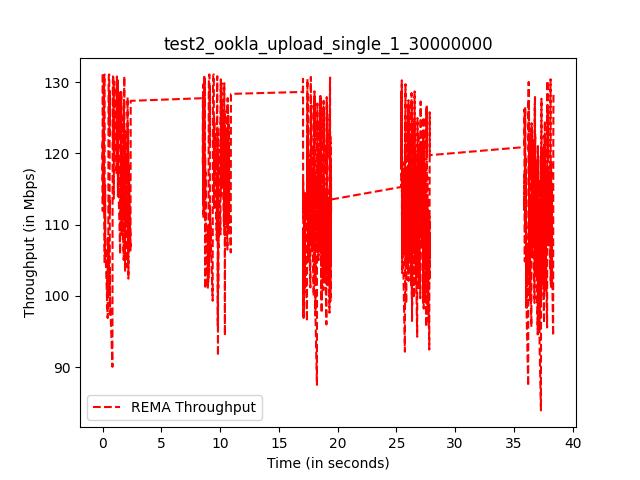 test2_ookla_upload_single_1_30000000
Throughput (in Mbps)
130
120
110
100
90
REMA Throughput
0 5 10 15 20 25 30 35 40
Time (in seconds)